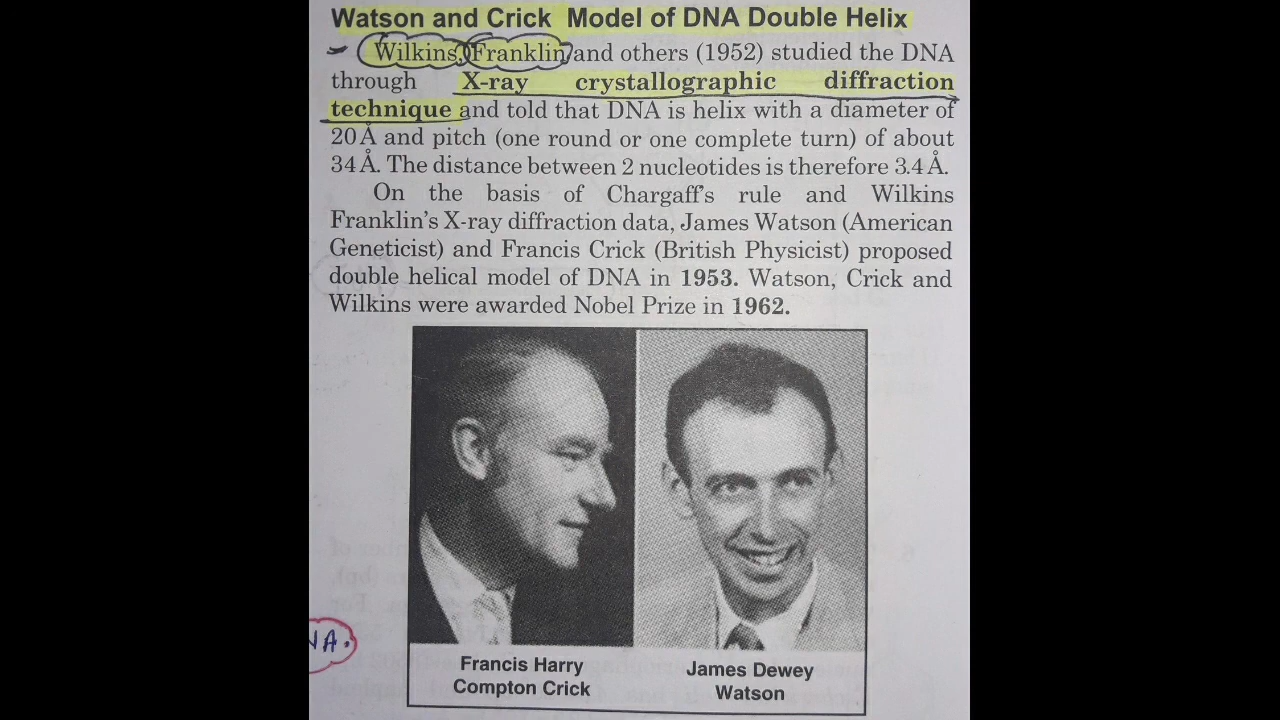 Watson and Crick Model of DNA Double Helix
Wilkins, Franklin and others (1952) studied the DNA
through X-ray crystallographic diffraction
technique and told that DNA is helix with a diameter of
20 Å and pitch (one round or one complete turn) of about
34 Å. The distance between 2 nucleotides is therefore 3.4 Å.
On the basis of Chargaff's rule and Wilkins
Franklin's X-ray diffraction data, James Watson (American
Geneticist) and Francis Crick (British Physicist) proposed
double helical model of DNA in 1953. Watson, Crick and
Wilkins were awarded Nobel Prize in 1962.
NA.
Francis Harry
Compton Crick
James Dewey
Watson